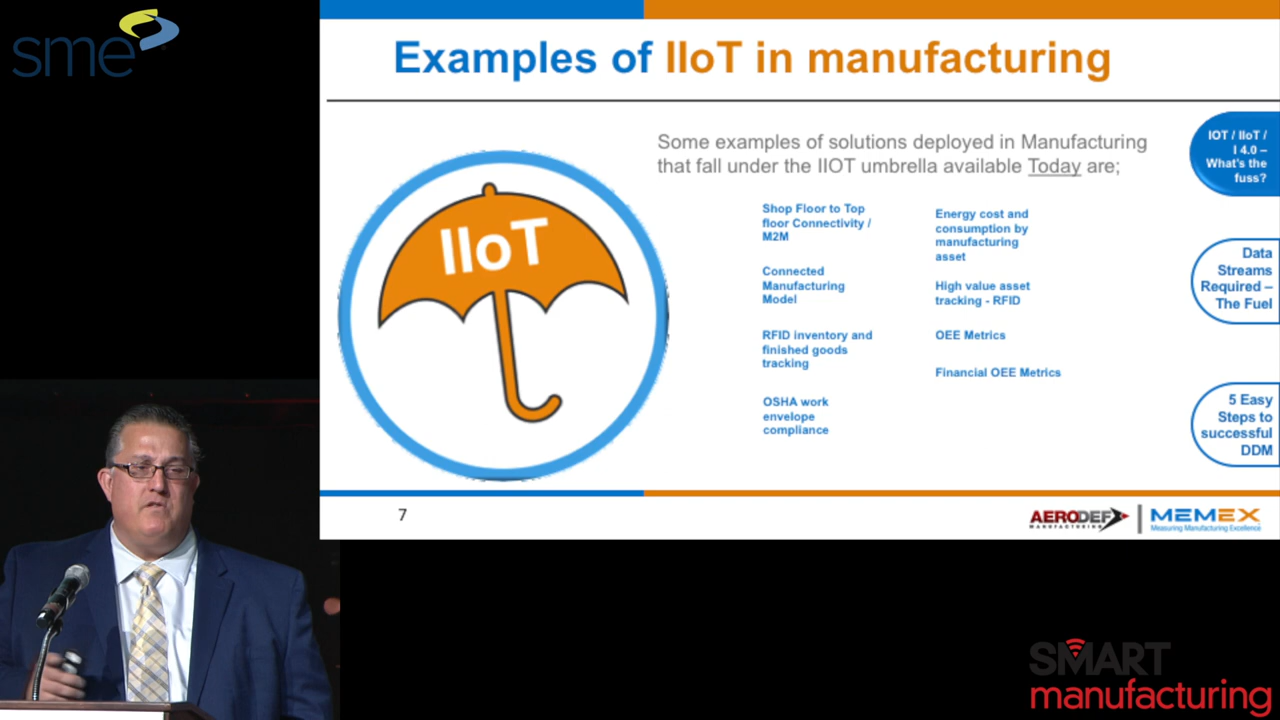 sme
Examples of IIoT in manufacturing
Some examples of solutions deployed in Manufacturing
that fall under the IIOT umbrella available Today are;
IIoT
Shop Floor to Top
floor Connectivity /
M2M
Connected
Manufacturing
Model
RFID inventory and
finished goods
tracking
OSHA work
envelope
compliance
Energy cost and
consumption by
manufacturing
asset
High value asset
tracking - RFID
OEE Metrics
Financial OEE Metrics
IOT / IIoT /
I 4.0 –
What's the
fuss?
Data
Streams
Required –
The Fuel
5 Easy
Steps to
successful
DDM
7
AERODEF
MANUFACTURING
MEMEX
Measuring Manufacturing Excellence
SMART
manufacturing